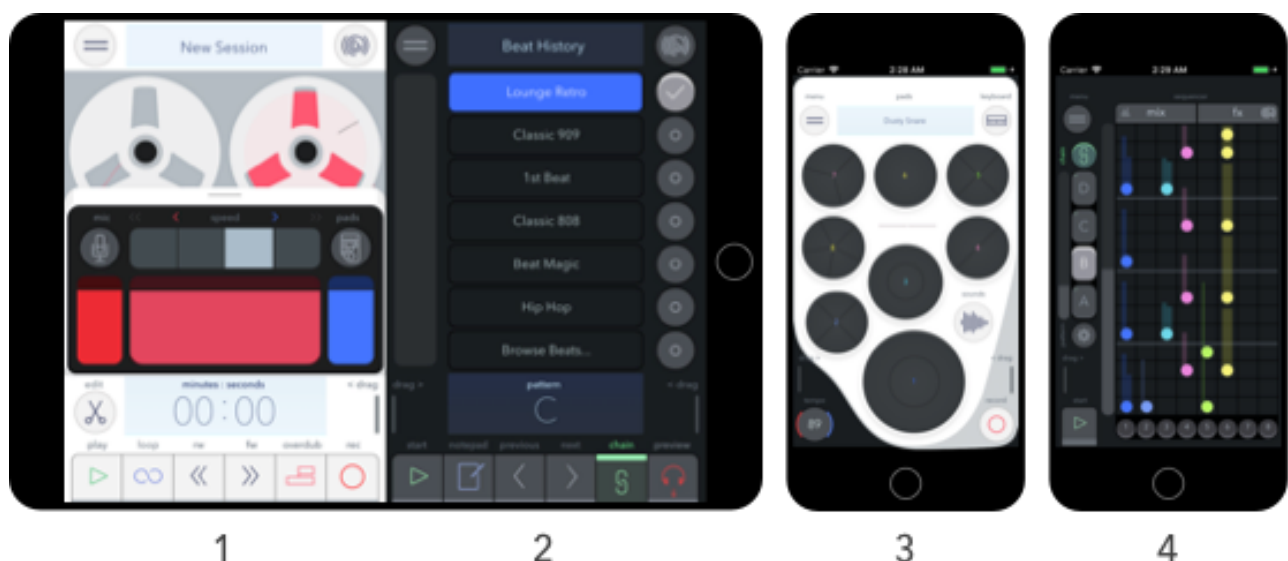 New Session
mic << < speed > >> pads
edit minutes : seconds < drag
00:00
play loop rw fw overdub rec
Beat History
Lounge Retro
Classic 909
1st Beat
Classic 808
Beat Magic
Hip Hop
Browse Beats...
drag > pattern < drag
C
start notepad previous next chain preview
Carrier 2:28 AM
menu pads keyboard
Dusty Snare
sounds
drag > < drag
tempo record
89
Carrier 2:29 AM
menu sequencer
mix fx
chain
D
C
B
A
drag >
start
1 2 3 4 5 6 7 8
1 2 3 4